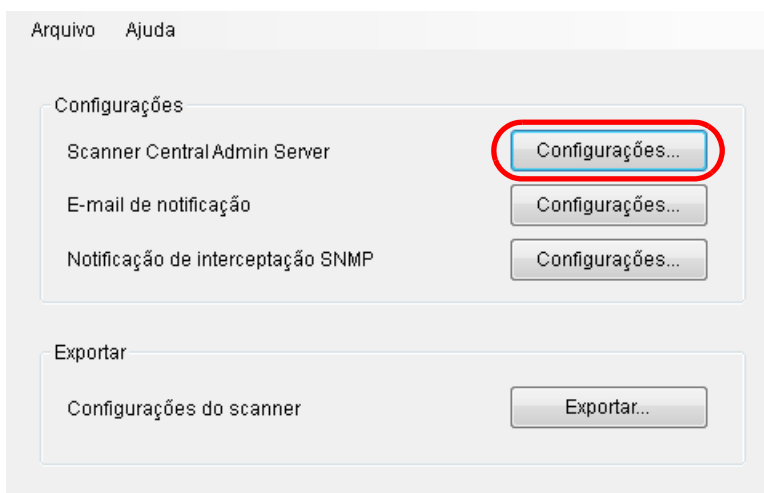 Arquivo Ajuda
Configurações
Scanner Central Admin Server Configurações...
E-mail de notificação Configurações...
Notificação de interceptação SNMP Configurações...
Exportar
Configurações do scanner Exportar...